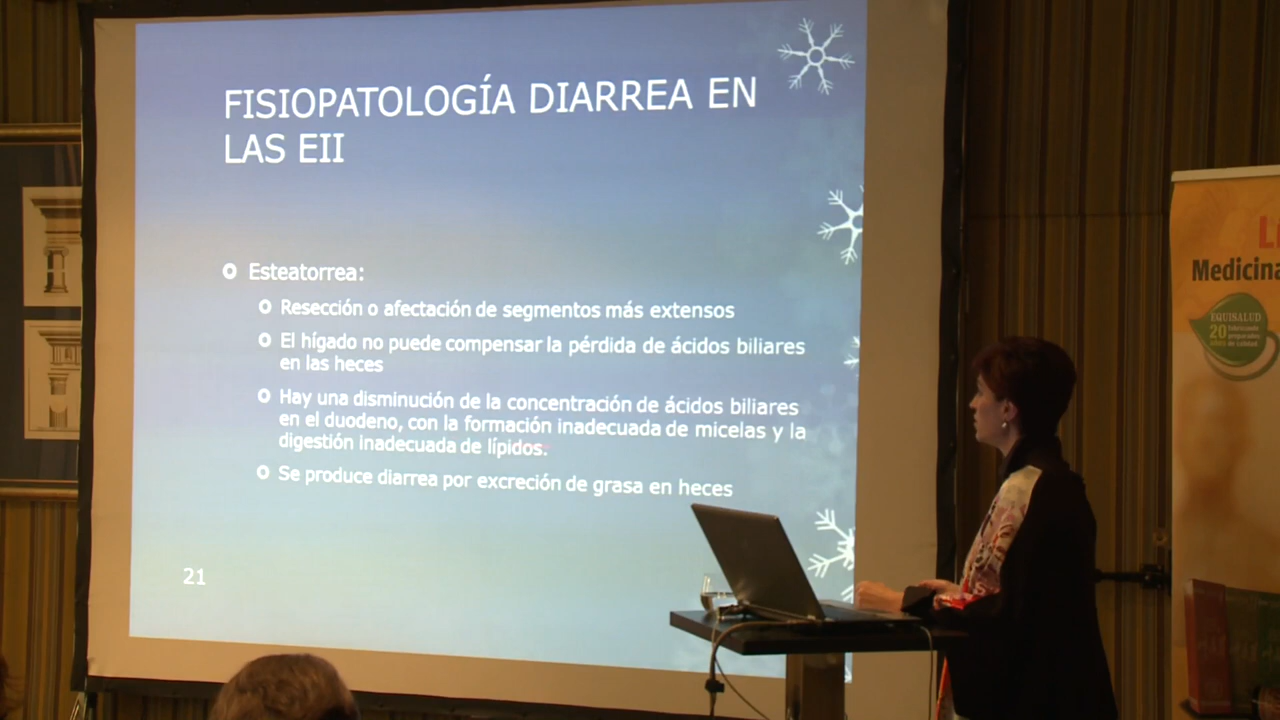 FISIOPATOLOGÍA DIARREA EN
LAS EII
Esteatorrea:
Resección o afectación de segmentos más extensos
El hígado no puede compensar la pérdida de ácidos biliares
en las heces
Hay una disminución de la concentración de ácidos biliares
en el duodeno, con la formación inadecuada de micelas y la
digestión inadecuada de lípidos.
Se produce diarrea por excreción de grasa en heces
21
Medicina
EQUISALUD
20